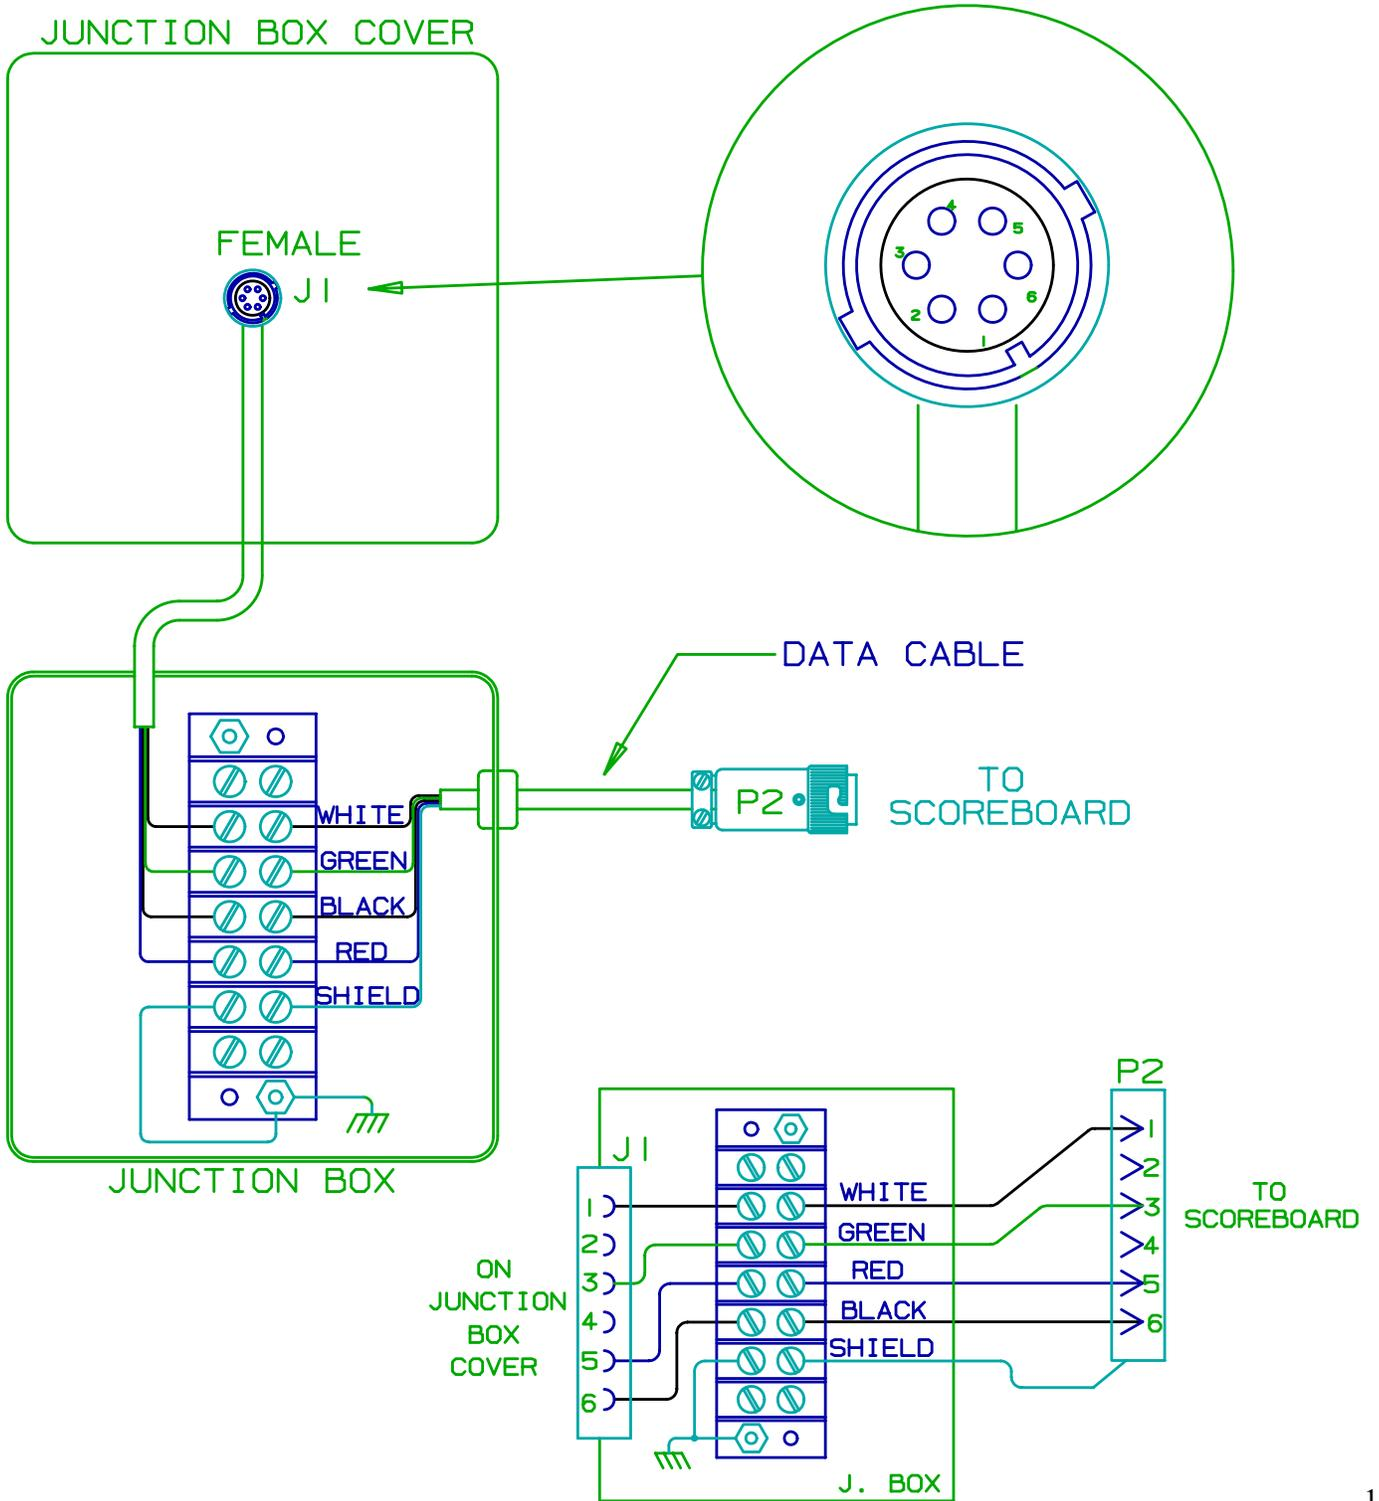 JUNCTION BOX COVER
4
5
3
6
2
1
FEMALE
J1
DATA CABLE
P2
TO
SCOREBOARD
WHITE
GREEN
BLACK
RED
SHIELD
JUNCTION BOX
P2
J1
1
2
3
4
5
6
TO
SCOREBOARD
WHITE
GREEN
RED
BLACK
SHIELD
1
2
3
4
5
6
ON
JUNCTION
BOX
COVER
J. BOX
1